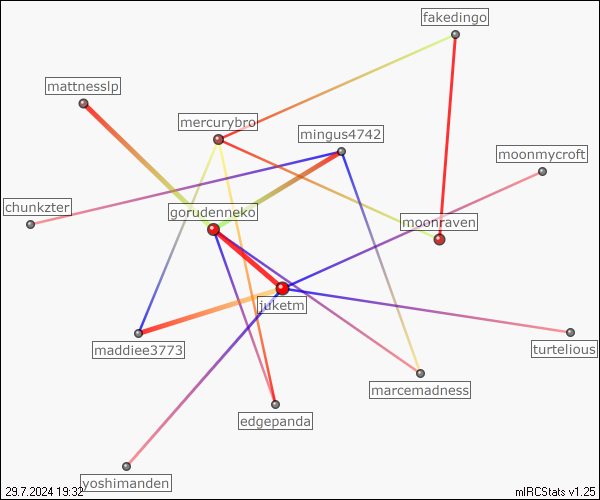 fakedingo
mattnesslp
mercurybro
mingus4742
moonmycroft
chunkzter
gorudenneko
moonraven
juketm
maddiee3773
turtelious
marcemadness
edgepanda
yoshimanden
29.7.2024 19:32
mIRCStats v1.25